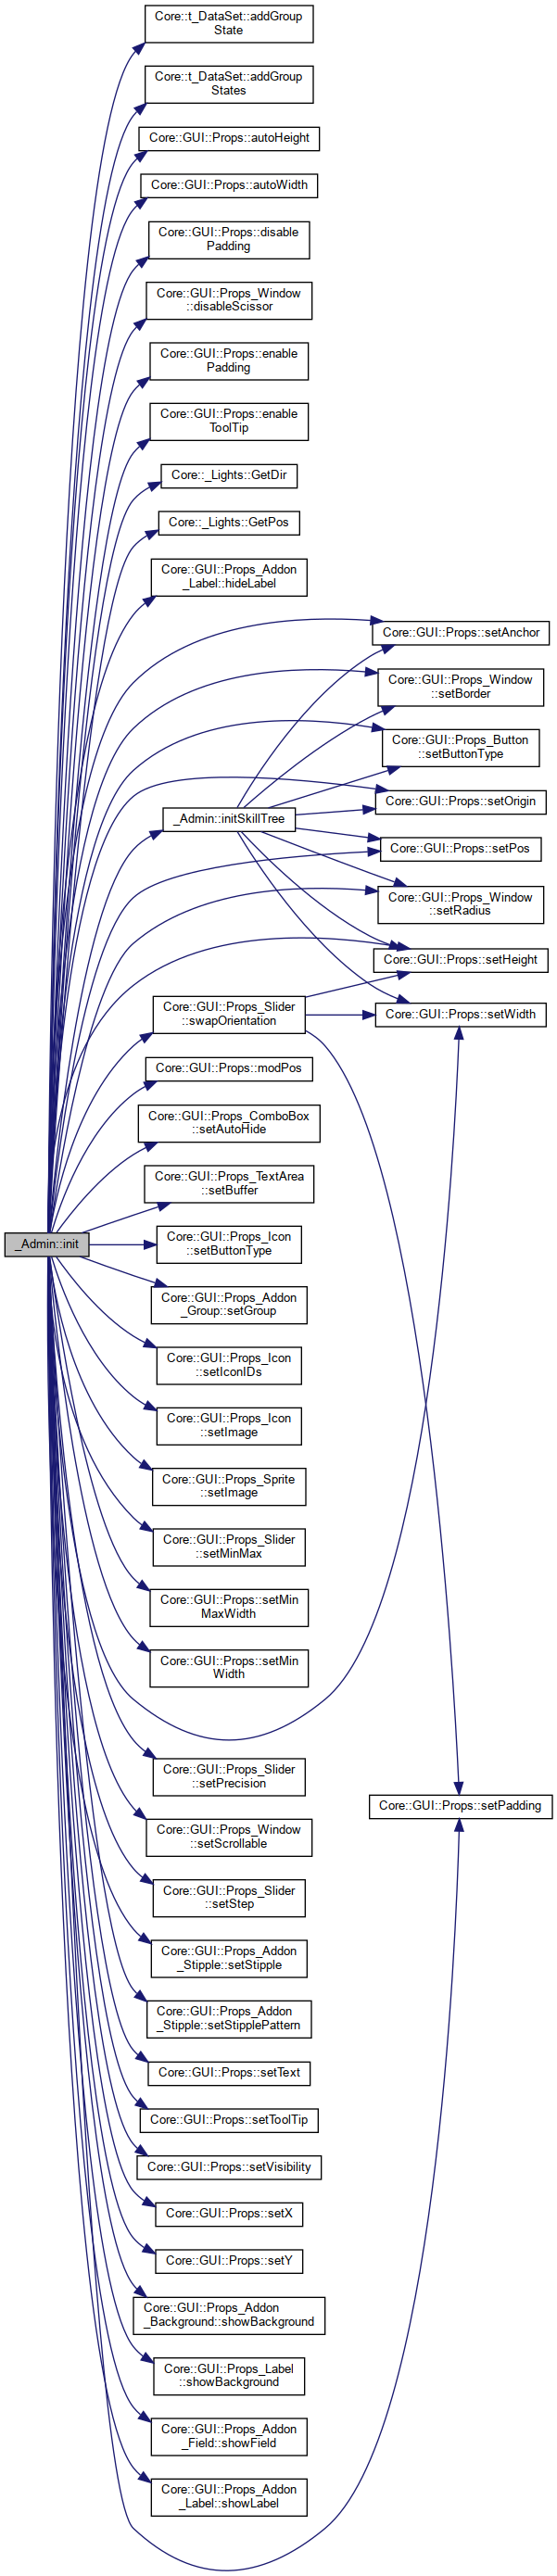 Core::t_DataSet::addGroup
State
Core::t_DataSet::addGroup
States
Core::GUI::Props::autoHeight
Core::GUI::Props::autoWidth
Core::GUI::Props::disable
Padding
Core::GUI::Props_Window
::disableScissor
Core::GUI::Props::enable
Padding
Core::GUI::Props::enable
ToolTip
Core::_Lights::GetDir
Core::_Lights::GetPos
Core::GUI::Props_Addon
_Label::hideLabel
Core::GUI::Props::setAnchor
Core::GUI::Props_Window
::setBorder
Core::GUI::Props_Button
::setButtonType
Core::GUI::Props::setOrigin
_Admin::initSkillTree
Core::GUI::Props::setPos
Core::GUI::Props_Window
::setRadius
Core::GUI::Props::setHeight
Core::GUI::Props_Slider
::swapOrientation
Core::GUI::Props::setWidth
Core::GUI::Props::modPos
Core::GUI::Props_ComboBox
::setAutoHide
Core::GUI::Props_TextArea
::setBuffer
_Admin::init
Core::GUI::Props_Icon
::setButtonType
Core::GUI::Props_Addon
_Group::setGroup
Core::GUI::Props_Icon
::setIconIDs
Core::GUI::Props_Icon
::setImage
Core::GUI::Props_Sprite
::setImage
Core::GUI::Props_Slider
::setMinMax
Core::GUI::Props::setMin
MaxWidth
Core::GUI::Props::setMin
Width
Core::GUI::Props_Slider
::setPrecision
Core::GUI::Props::setPadding
Core::GUI::Props_Window
::setScrollable
Core::GUI::Props_Slider
::setStep
Core::GUI::Props_Addon
_Stipple::setStipple
Core::GUI::Props_Addon
_Stipple::setStipplePattern
Core::GUI::Props::setText
Core::GUI::Props::setToolTip
Core::GUI::Props::setVisibility
Core::GUI::Props::setX
Core::GUI::Props::setY
Core::GUI::Props_Addon
_Background::showBackground
Core::GUI::Props_Label
::showBackground
Core::GUI::Props_Addon
_Field::showField
Core::GUI::Props_Addon
_Label::showLabel